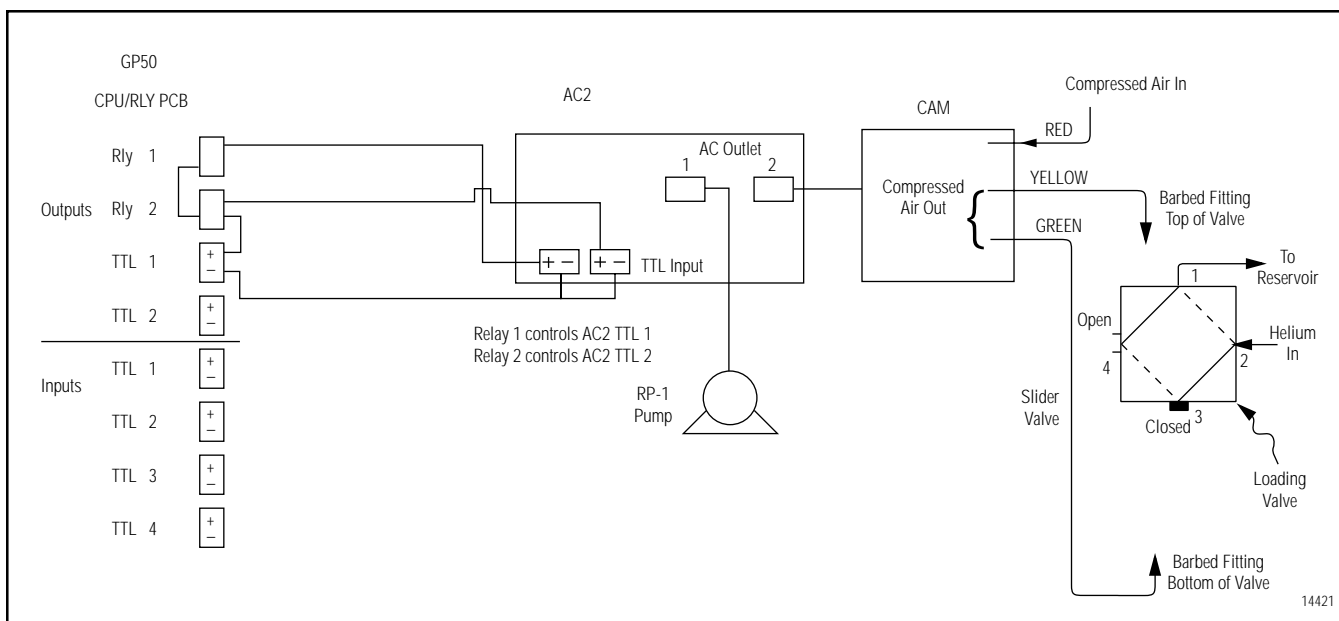 GP50
CPU/RLY PCB
Rly 1
Outputs
Rly 2
TTL 1
+
−
TTL 2
+
−
Inputs
TTL 1
+
−
TTL 2
+
−
TTL 3
+
−
TTL 4
+
−
AC2
AC Outlet
1
2
+ −
+ −
TTL Input
Relay 1 controls AC2 TTL 1
Relay 2 controls AC2 TTL 2
RP-1
Pump
CAM
Compressed
Air Out
{
Compressed Air In
RED
YELLOW
GREEN
Barbed Fitting
Top of Valve
To
Reservoir
1
Open
4
Helium
In
2
Closed
3
Slider
Valve
Loading
Valve
Barbed Fitting
Bottom of Valve
14421